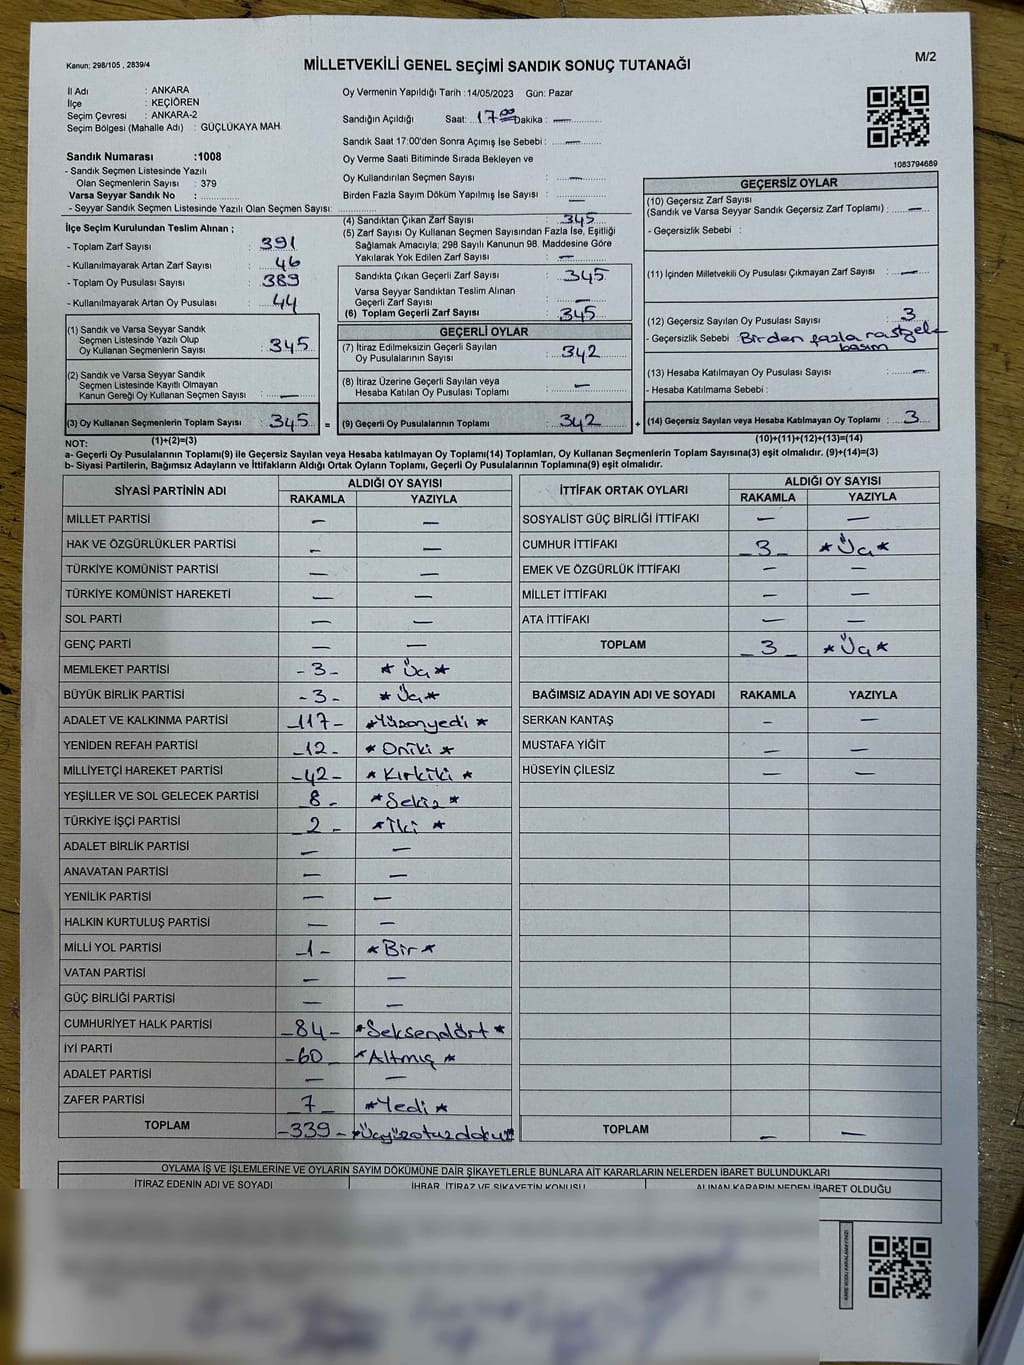 Kanun; 298/105 , 2839/4
MİLLETVEKİLİ GENEL SEÇİMİ SANDIK SONUÇ TUTANAĞI
M/2
İl Adı : ANKARA
İlçe : KEÇİÖREN
Seçim Çevresi : ANKARA-2
Seçim Bölgesi (Mahalle Adı) : GÜÇLÜKAYA MAH.
Sandık Numarası :1008
- Sandık Seçmen Listesinde Yazılı
Olan Seçmenlerin Sayısı : 379
Varsa Seyyar Sandık No :
- Seyyar Sandık Seçmen Listesinde Yazılı Olan Seçmen Sayısı:
Oy Vermenin Yapıldığı Tarih :14/05/2023 Gün: Pazar
Sandığın Açıldığı Saat: 17 00 Dakika : —
Sandık Saat 17:00'den Sonra Açımış İse Sebebi : —
Oy Verme Saati Bitiminde Sırada Bekleyen ve
Oy Kullandırılan Seçmen Sayısı : —
Birden Fazla Sayım Döküm Yapılmış İse Sayısı : —
1083794689
İlçe Seçim Kurulundan Teslim Alınan ;
- Toplam Zarf Sayısı : 391
- Kullanılmayarak Artan Zarf Sayısı : 46
- Toplam Oy Pusulası : 389
- Kullanılmayarak Artan Oy Pusulası : 44
(1) Sandık ve Varsa Seyyar Sandık
Seçmen Listesinde Yazılı Olup
Oy Kullanan Seçmenlerin Sayısı : 345
(2) Sandık ve Varsa Seyyar Sandık
Seçmen Listesinde Kayıtlı Olmayan
Kanun Gereği Oy Kullanan Seçmen Sayısı : —
(3) Oy Kullanan Seçmenlerin Toplam Sayısı : 345 =
(1)+(2)=(3)
(4) Sandıktan Çıkan Zarf Sayısı : 345
(5) Zarf Sayısı Oy Kullanan Seçmen Sayısından Fazla İse, Eşitliği
Sağlamak Amacıyla; 298 Sayılı Kanunun 98. Maddesine Göre
Yakılarak Yok Edilen Zarf Sayısı : —
Sandıkta Çıkan Geçerli Zarf Sayısı : 345
Varsa Seyyar Sandıktan Teslim Alınan
Geçerli Zarf Sayısı : —
(6) Toplam Geçerli Zarf Sayısı : 345
GEÇERLİ OYLAR
(7) İtiraz Edilmeksizin Geçerli Sayılan
Oy Pusulalarının Sayısı : 342
(8) İtiraz Üzerine Geçerli Sayılan veya
Hesaba Katılan Oy Pusulası Toplamı : —
(9) Geçerli Oy Pusulalarının Toplamı : 342 +
GEÇERSİZ OYLAR
(10) Geçersiz Zarf Sayısı
(Sandık ve Varsa Seyyar Sandık Geçersiz Zarf Toplamı) : —
- Geçersizlik Sebebi :
(11) İçinden Milletvekili Oy Pusulası Çıkmayan Zarf Sayısı : —
(12) Geçersiz Sayılan Oy Pusulası Sayısı : 3
- Geçersizlik Sebebi : Birden fazla rastgele
basım
(13) Hesaba Katılmayan Oy Pusulası Sayısı : —
- Hesaba Katılmama Sebebi :
(14) Geçersiz Sayılan veya Hesaba Katılmayan Oy Toplamı : 3
(10)+(11)+(12)+(13)=(14)
NOT:
a- Geçerli Oy Pusulalarının Toplamı(9) ile Geçersiz Sayılan veya Hesaba katılmayan Oy Toplamı(14) Toplamları, Oy Kullanan Seçmenlerin Toplam Sayısına(3) eşit olmalıdır. (9)+(14)=(3)
b- Siyasi Partilerin, Bağımsız Adayların ve İttifakların Aldığı Ortak Oyların Toplamı, Geçerli Oy Pusulalarının Toplamına(9) eşit olmalıdır.
SİYASİ PARTİNİN ADI ALDIĞI OY SAYISI
RAKAMLA YAZIYLA
MİLLET PARTİSİ — —
HAK VE ÖZGÜRLÜKLER PARTİSİ — —
TÜRKİYE KOMÜNİST PARTİSİ — —
TÜRKİYE KOMÜNİST HAREKETİ — —
SOL PARTİ — —
GENÇ PARTİ — —
MEMLEKET PARTİSİ -3- * Üç *
BÜYÜK BİRLİK PARTİSİ -3- * Üç *
ADALET VE KALKINMA PARTİSİ -117- * Yüzonyedi *
YENİDEN REFAH PARTİSİ -12- * Oniki *
MİLLİYETÇİ HAREKET PARTİSİ -42- * Kırkiki *
YEŞİLLER VE SOL GELECEK PARTİSİ -8- * Sekiz *
TÜRKİYE İŞÇİ PARTİSİ -2- * İki *
ADALET BİRLİK PARTİSİ — —
ANAVATAN PARTİSİ — —
YENİLİK PARTİSİ — —
HALKIN KURTULUŞ PARTİSİ — —
MİLLİ YOL PARTİSİ -1- * Bir *
VATAN PARTİSİ — —
GÜÇ BİRLİĞİ PARTİSİ — —
CUMHURİYET HALK PARTİSİ -84- * Seksendört *
İYİ PARTİ -60- * Altmış *
ADALET PARTİSİ — —
ZAFER PARTİSİ -7- * Yedi *
TOPLAM -339- * Üçyüzotuzdokuz *
İTTİFAK ORTAK OYLARI ALDIĞI OY SAYISI
RAKAMLA YAZIYLA
SOSYALİST GÜÇ BİRLİĞİ İTTİFAKI — —
CUMHUR İTTİFAKI -3- * Üç *
EMEK VE ÖZGÜRLÜK İTTİFAKI — —
MİLLET İTTİFAKI — —
ATA İTTİFAKI — —
TOPLAM -3- * Üç *
BAĞIMSIZ ADAYIN ADI VE SOYADI RAKAMLA YAZIYLA
SERKAN KANTAŞ — —
MUSTAFA YİĞİT — —
HÜSEYİN ÇİLESİZ — —
TOPLAM — —
OYLAMA İŞ VE İŞLEMLERİNE VE OYLARIN SAYIM DÖKÜMÜNE DAİR ŞİKAYETLERLE BUNLARA AİT KARARLARIN NELERDEN İBARET BULUNDUKLARI
İTİRAZ EDENİN ADI VE SOYADI İHBAR, İTİRAZ VE ŞİKAYETİN KONUSU ALINAN KARARIN NEDEN İBARET OLDUĞU